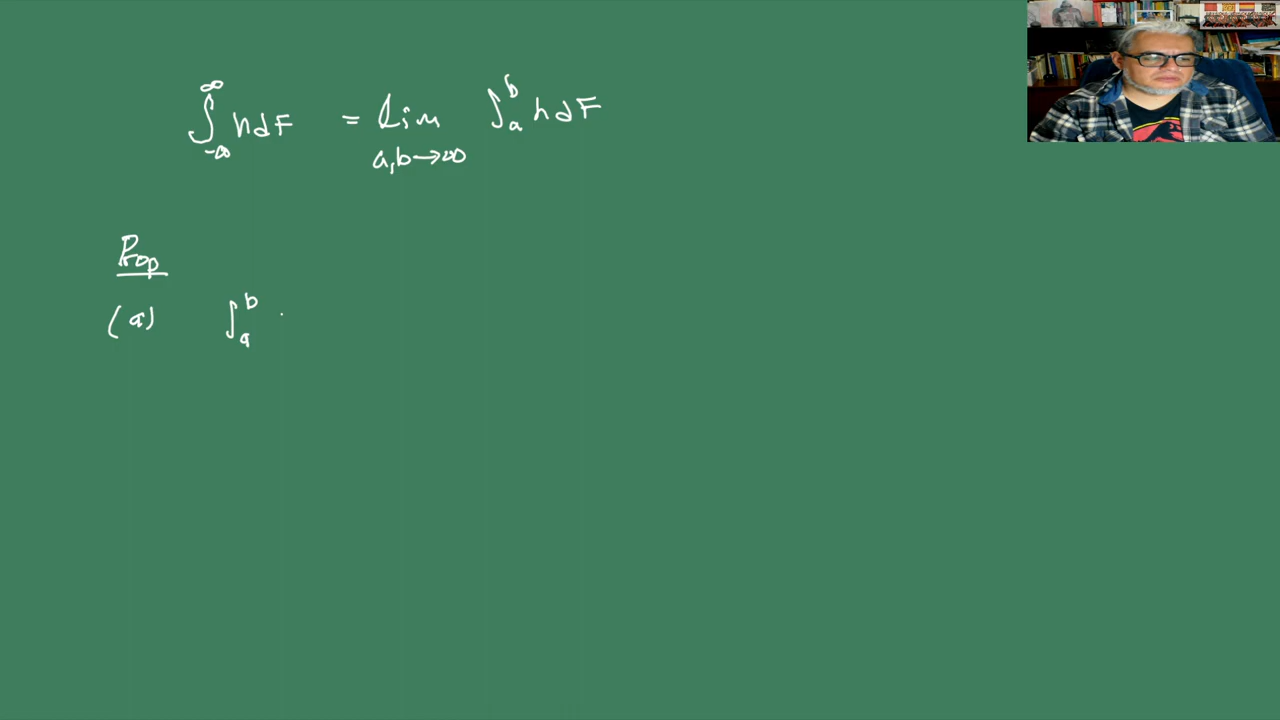 ∫_{-∞}^{∞} h dF = Lim_{a,b→∞} ∫_a^b h dF
Prop
(a) ∫_a^b